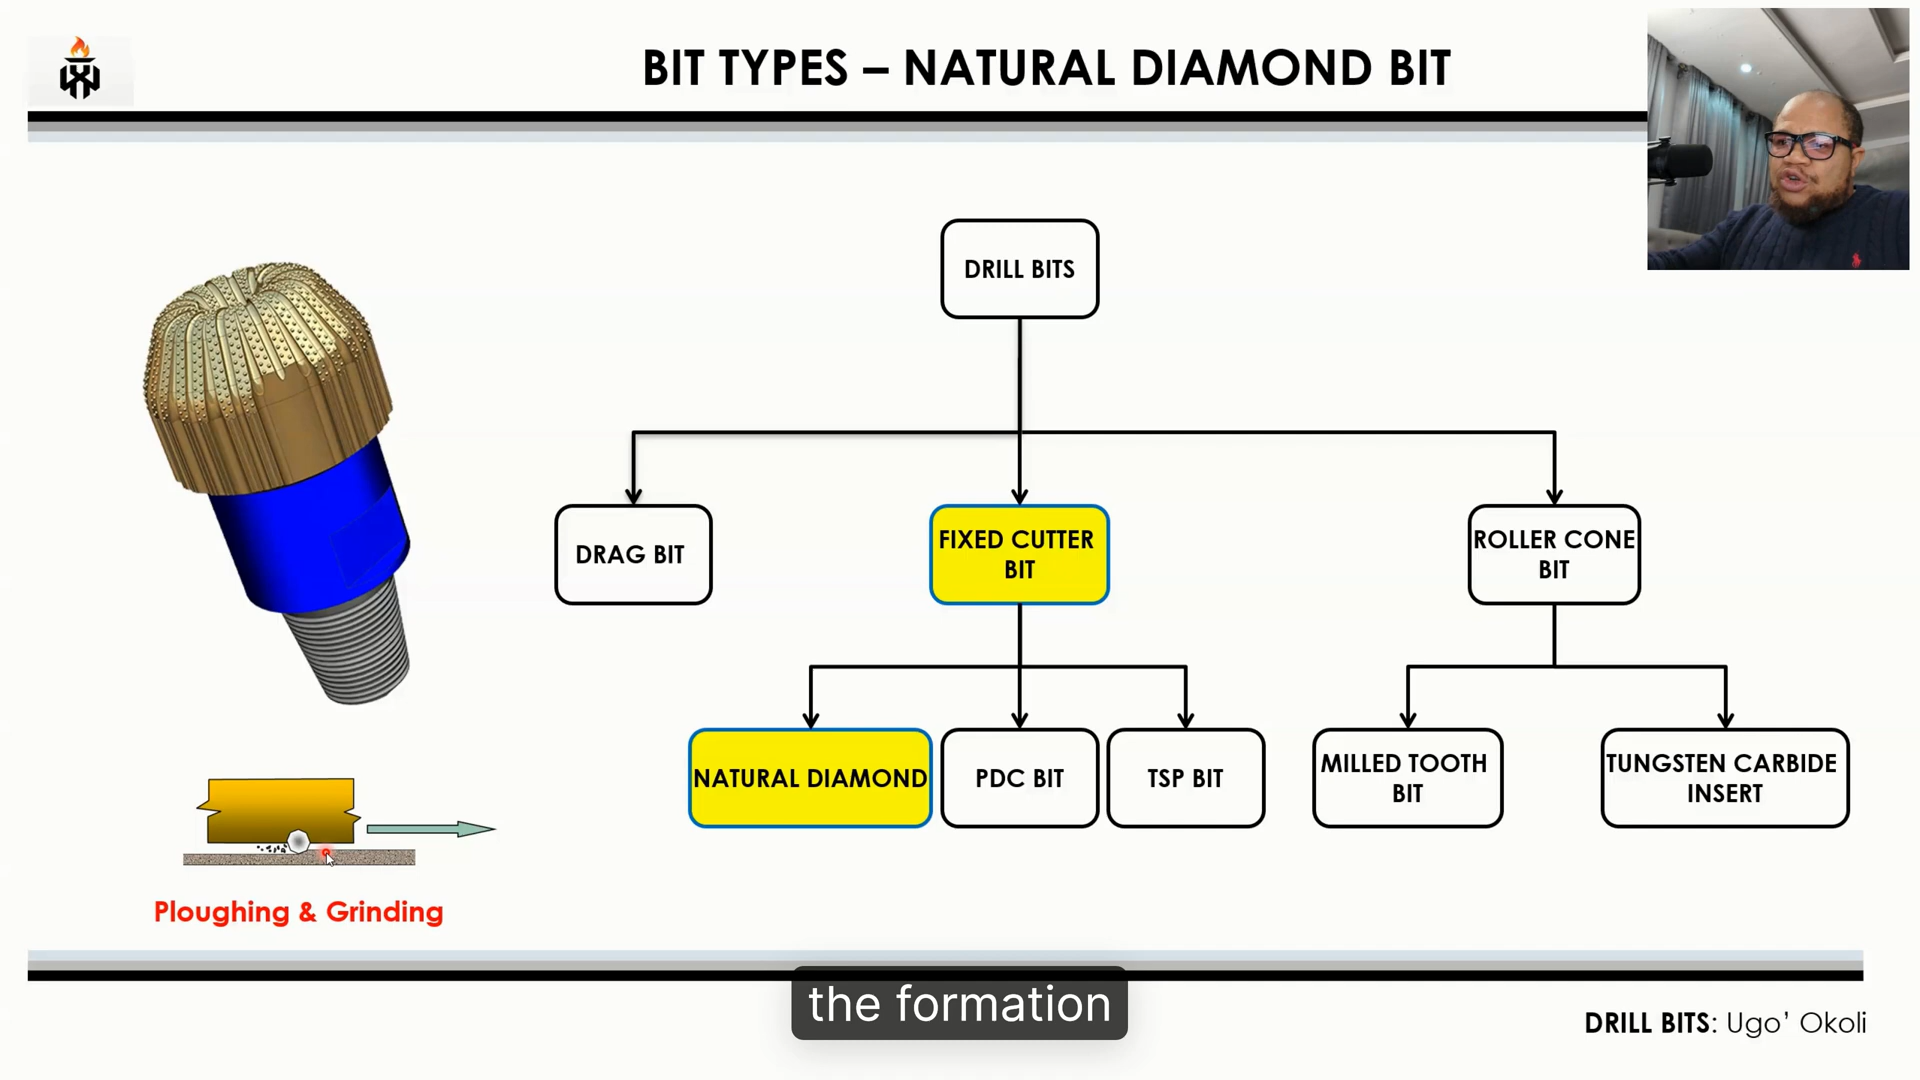 BIT TYPES – NATURAL DIAMOND BIT
DRILL BITS
DRAG BIT
FIXED CUTTER
BIT
ROLLER CONE
BIT
NATURAL DIAMOND
PDC BIT
TSP BIT
MILLED TOOTH
BIT
TUNGSTEN CARBIDE
INSERT
Ploughing & Grinding
the formation
DRILL BITS: Ugo’ Okoli